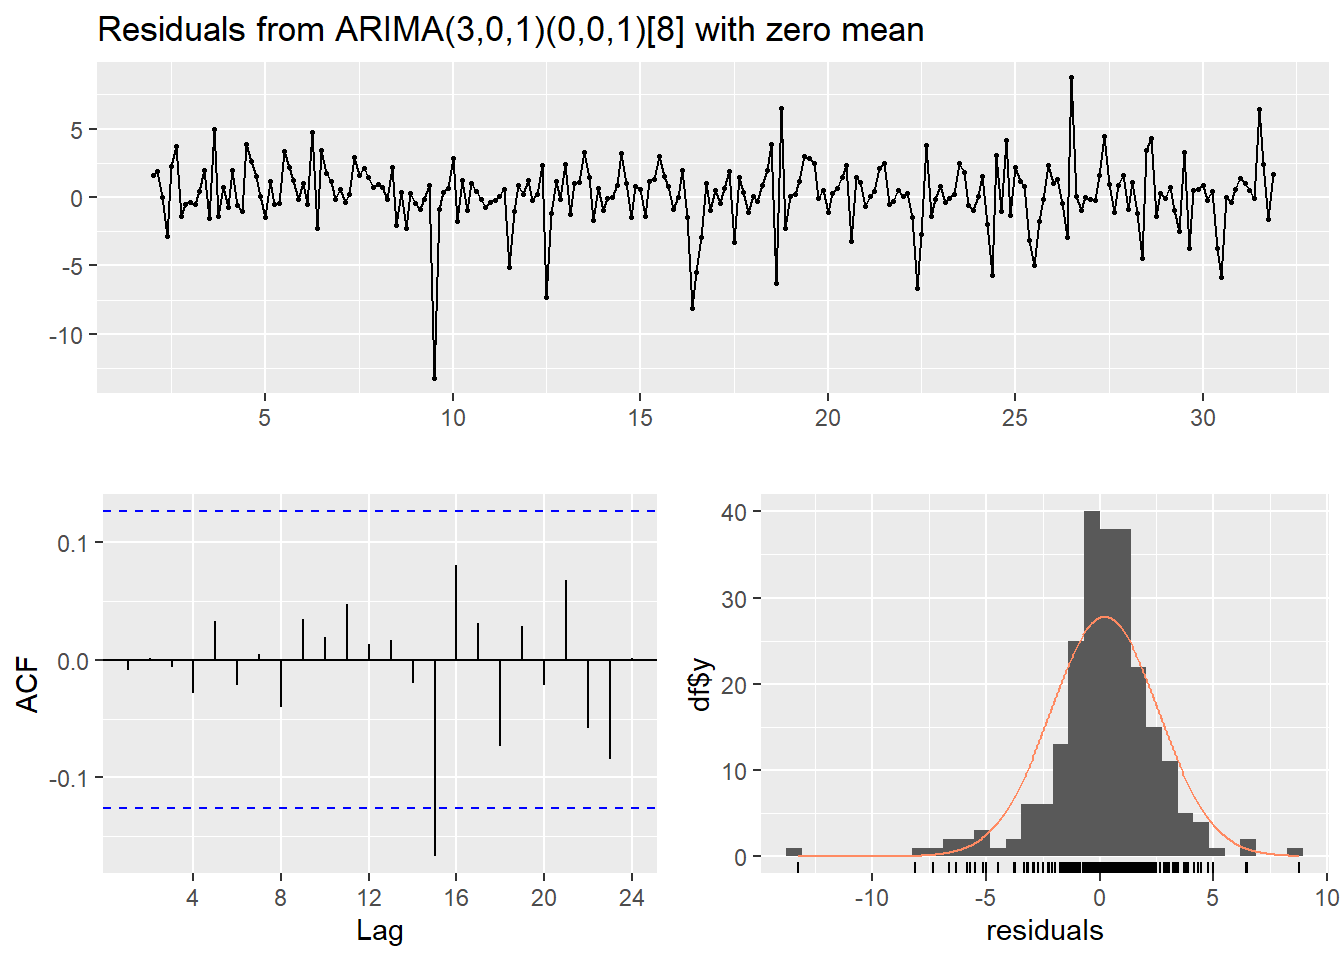 Residuals from ARIMA(3,0,1)(0,0,1)[8] with zero mean
5
0
-5
-10
5 10 15 20 25 30
ACF
0.1
0.0
-0.1
4 8 12 16 20 24
Lag
df$y
40
30
20
10
0
-10 -5 0 5 10
residuals